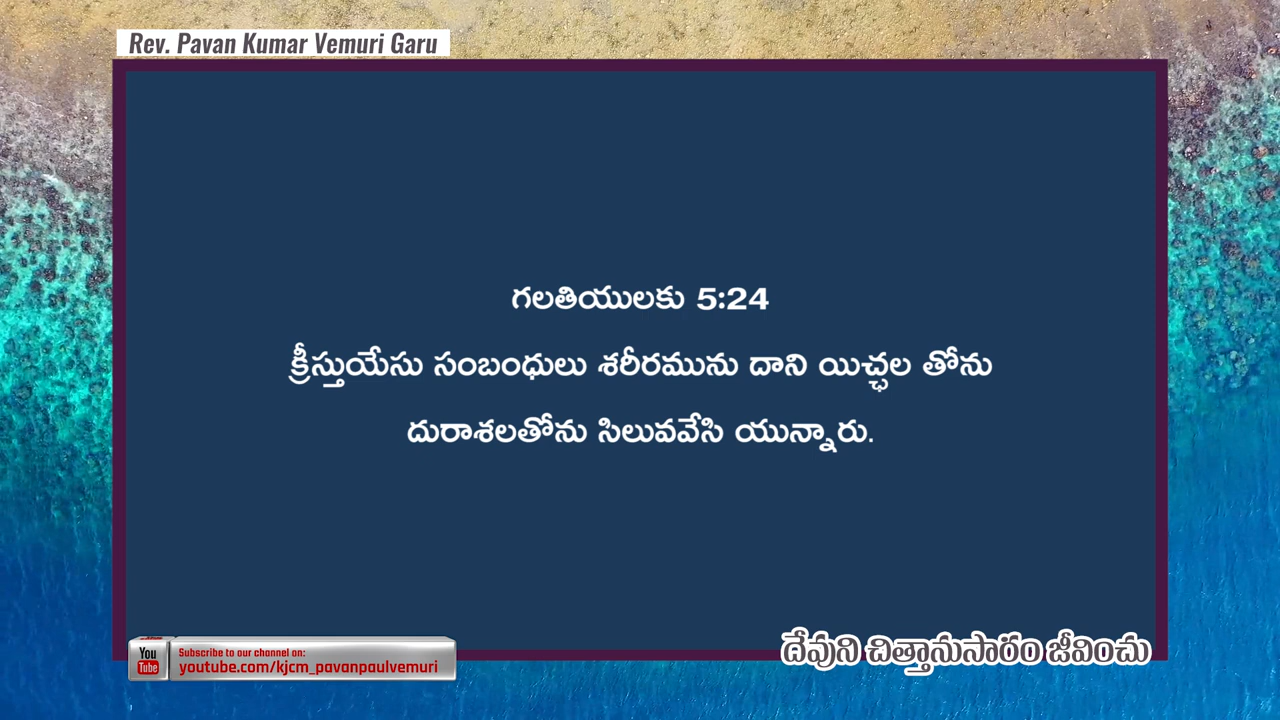 Rev. Pavan Kumar Vemuri Garu
గలతియులకు 5:24
క్రీస్తుయేసు సంబంధులు శరీరమును దాని యిచ్ఛల తోను
దురాశలతోను సిలువవేసి యున్నారు.
You
Tube
Subscribe to our channel on:
youtube.com/kjcm_pavanpaulvemuri
దేవుని చిత్తానుసారం జీవించు